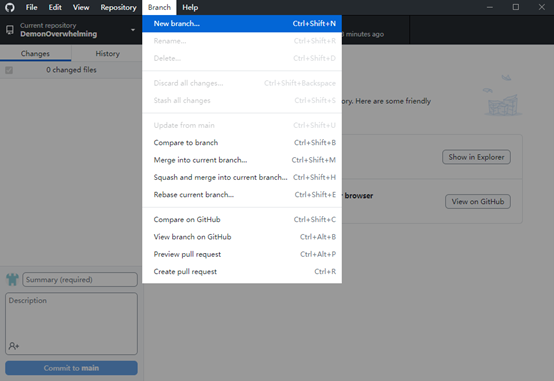 File Edit View Repository Branch Help
Current repository
DemonOverwhelming
minutes ago
Changes History
0 changed files
New branch... Ctrl+Shift+N
Rename... Ctrl+Shift+R
Delete... Ctrl+Shift+D
Discard all changes... Ctrl+Shift+Backspace
Stash all changes Ctrl+Shift+S
Update from main Ctrl+Shift+U
Compare to branch Ctrl+Shift+B
Merge into current branch... Ctrl+Shift+M
Squash and merge into current branch... Ctrl+Shift+H
Rebase current branch... Ctrl+Shift+E
Compare on GitHub Ctrl+Shift+C
View branch on GitHub Ctrl+Alt+B
Preview pull request Ctrl+Alt+P
Create pull request Ctrl+R
ory. Here are some friendly
Show in Explorer
browser
View on GitHub
Summary (required)
Description
Commit to main